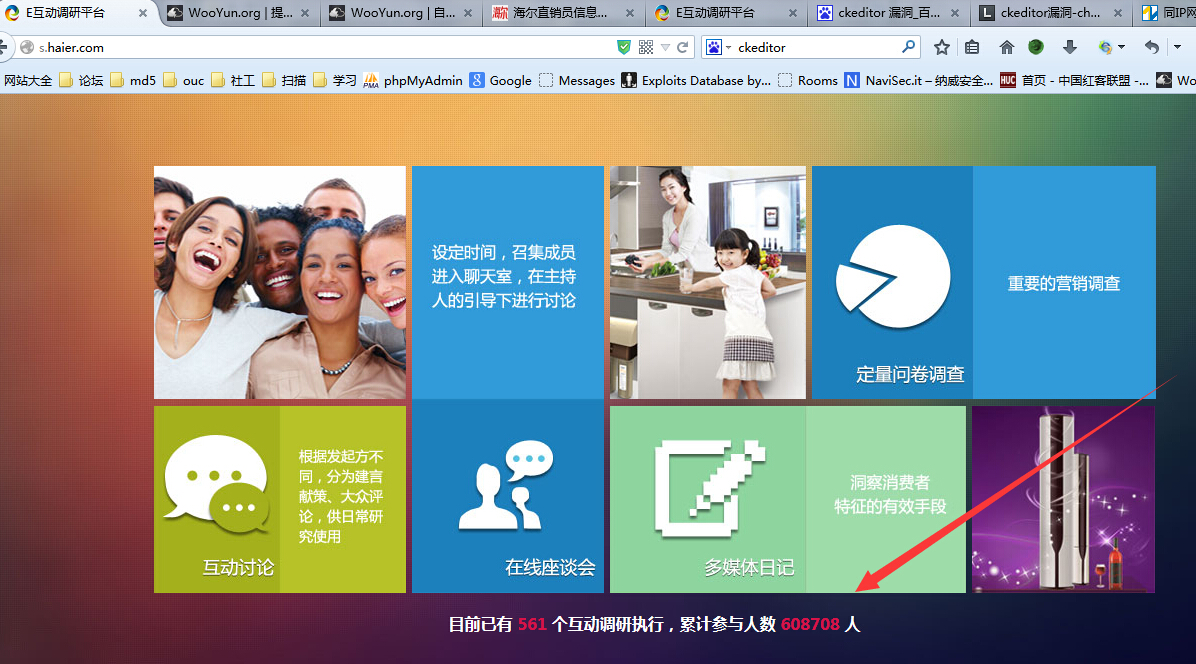 E互动调研平台
WooYun.org | 提...
WooYun.org | 自...
海尔直销员信息...
E互动调研平台
ckeditor 漏洞_百...
ckeditor漏洞-ch...
同IP网
s.haier.com
ckeditor
网站大全
论坛
md5
ouc
社工
扫描
学习
phpMyAdmin
Google
Messages
Exploits Database by...
Rooms
NaviSec.it – 纳威安全...
首页 - 中国红客联盟 -...
Wo
设定时间，召集成员
进入聊天室，在主持
人的引导下进行讨论
重要的营销调查
定量问卷调查
根据发起方不
同，分为建言
献策、大众评
论，供日常研
究使用
互动讨论
在线座谈会
洞察消费者
特征的有效手段
多媒体日记
目前已有 561 个互动调研执行，累计参与人数 608708 人